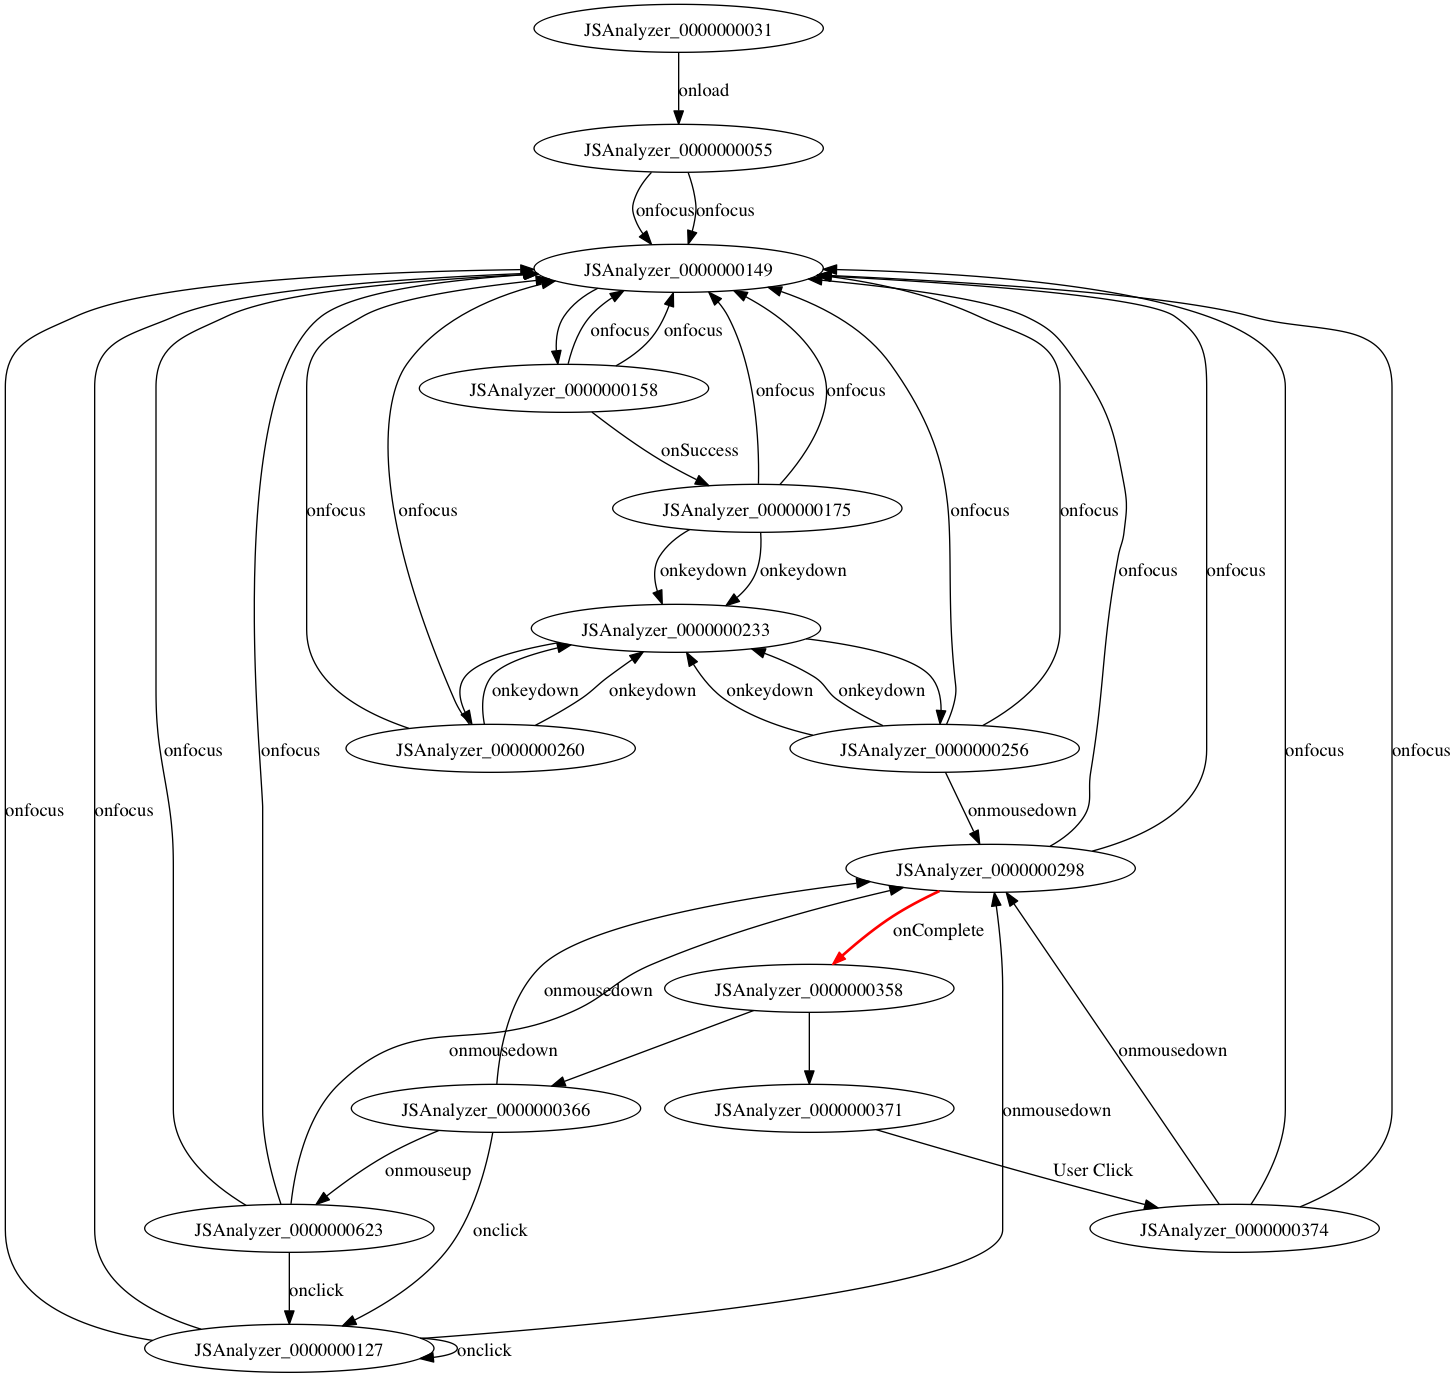 JSAnalyzer_0000000031
onload
JSAnalyzer_0000000055
onfocus
onfocus
JSAnalyzer_0000000149
onfocus
onfocus
JSAnalyzer_0000000158
onfocus
onfocus
onSuccess
JSAnalyzer_0000000175
onfocus
onfocus
onfocus
onfocus
onkeydown
onkeydown
onfocus
onfocus
JSAnalyzer_0000000233
onkeydown
onkeydown
onkeydown
onkeydown
onfocus
onfocus
JSAnalyzer_0000000260
JSAnalyzer_0000000256
onfocus
onfocus
onfocus
onfocus
onmousedown
JSAnalyzer_0000000298
onComplete
onmousedown
JSAnalyzer_0000000358
onmousedown
onmousedown
JSAnalyzer_0000000366
JSAnalyzer_0000000371
onmousedown
onmouseup
User Click
JSAnalyzer_0000000623
onclick
JSAnalyzer_0000000374
onclick
JSAnalyzer_0000000127
onclick